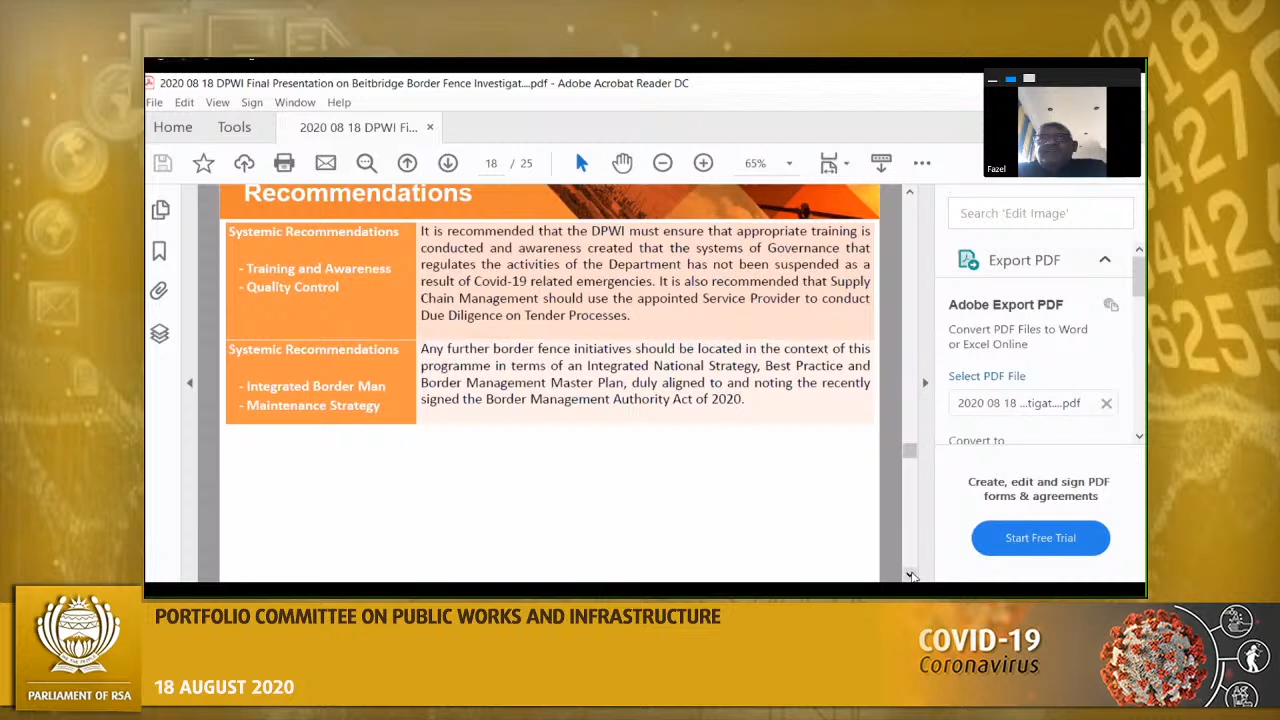 2020 08 18 DPWI Final Presentation on Beitbridge Border Fence Investigat....pdf - Adobe Acrobat Reader DC
File Edit View Sign Window Help
Home Tools 2020 08 18 DPWI Fi... ×
18 / 25 65%
Fazel
Recommendations
Systemic Recommendations
- Training and Awareness
- Quality Control
It is recommended that the DPWI must ensure that appropriate training is
conducted and awareness created that the systems of Governance that
regulates the activities of the Department has not been suspended as a
result of Covid-19 related emergencies. It is also recommended that Supply
Chain Management should use the appointed Service Provider to conduct
Due Diligence on Tender Processes.
Systemic Recommendations
- Integrated Border Man
- Maintenance Strategy
Any further border fence initiatives should be located in the context of this
programme in terms of an Integrated National Strategy, Best Practice and
Border Management Master Plan, duly aligned to and noting the recently
signed the Border Management Authority Act of 2020.
Search 'Edit Image'
Export PDF
Adobe Export PDF
Convert PDF Files to Word
or Excel Online
Select PDF File
2020 08 18 ...tigat....pdf ×
Convert to
Create, edit and sign PDF
forms & agreements
Start Free Trial
PORTFOLIO COMMITTEE ON PUBLIC WORKS AND INFRASTRUCTURE
18 AUGUST 2020
PARLIAMENT OF RSA
COVID-19
Coronavirus